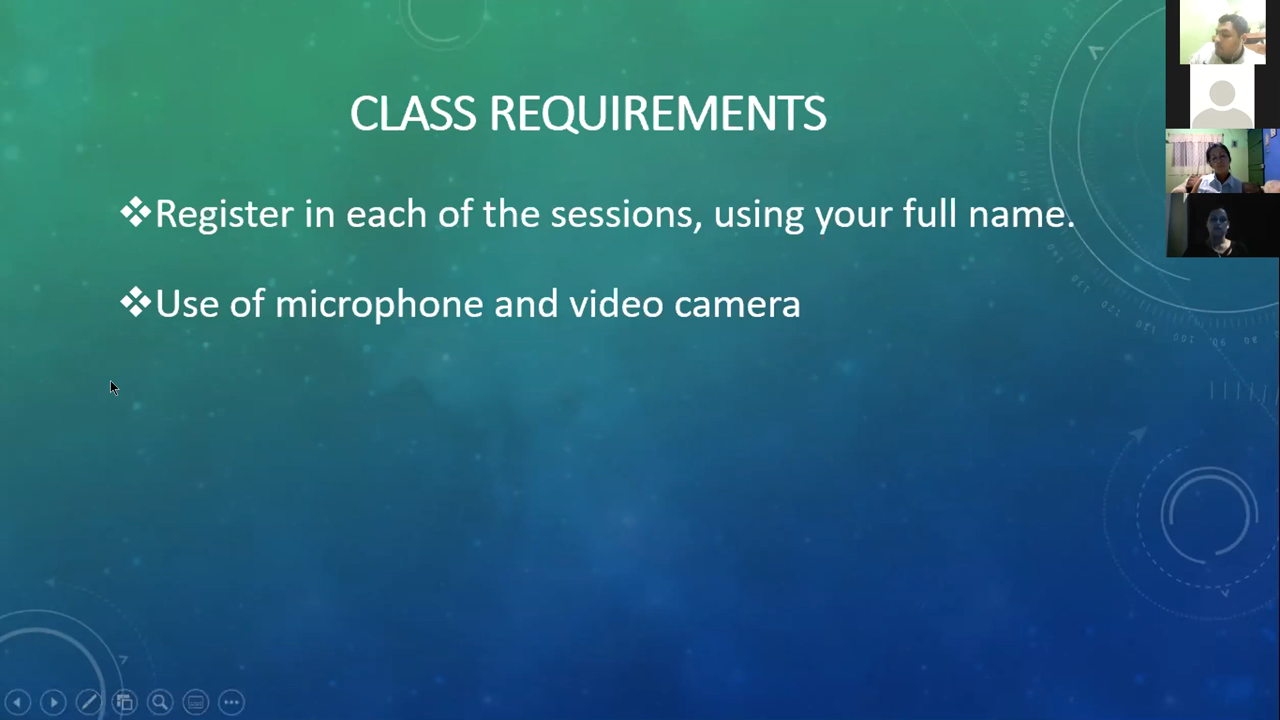 CLASS REQUIREMENTS
❖Register in each of the sessions, using your full name.
❖Use of microphone and video camera